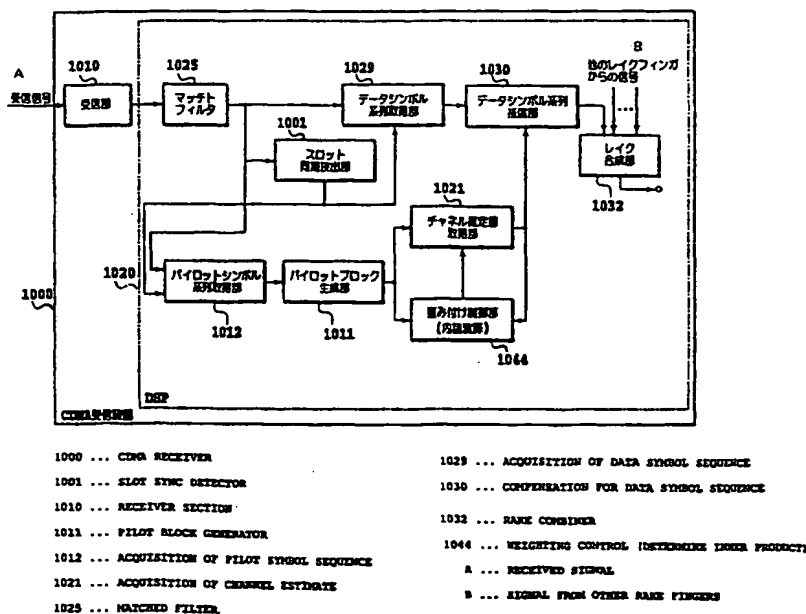 B
他のレイクフィンガ
からの信号
A
受信信号
1010
受信部
1025
マッチト
フィルタ
1029
データシンボル
系列取得部
1030
データシンボル系列
補償部
1001
スロット
同期検出部
レイク
合成部
1032
1021
チャネル推定値
取得部
1020
1000
パイロットシンボル
系列取得部
1012
パイロットブロック
生成部
1011
重み付け制御部
(内積演算)
1044
DSP
CDMA受信装置
1000 ... CDMA RECEIVER
1001 ... SLOT SYNC DETECTOR
1010 ... RECEIVER SECTION
1011 ... PILOT BLOCK GENERATOR
1012 ... ACQUISITION OF PILOT SYMBOL SEQUENCE
1021 ... ACQUISITION OF CHANNEL ESTIMATE
1025 ... MATCHED FILTER
1029 ... ACQUISITION OF DATA SYMBOL SEQUENCE
1030 ... COMPENSATION FOR DATA SYMBOL SEQUENCE
1032 ... RAKE COMBINER
1044 ... WEIGHTING CONTROL (DETERMINE INNER PRODUCT
A ... RECEIVED SIGNAL
B ... SIGNAL FROM OTHER RAKE FINGERS